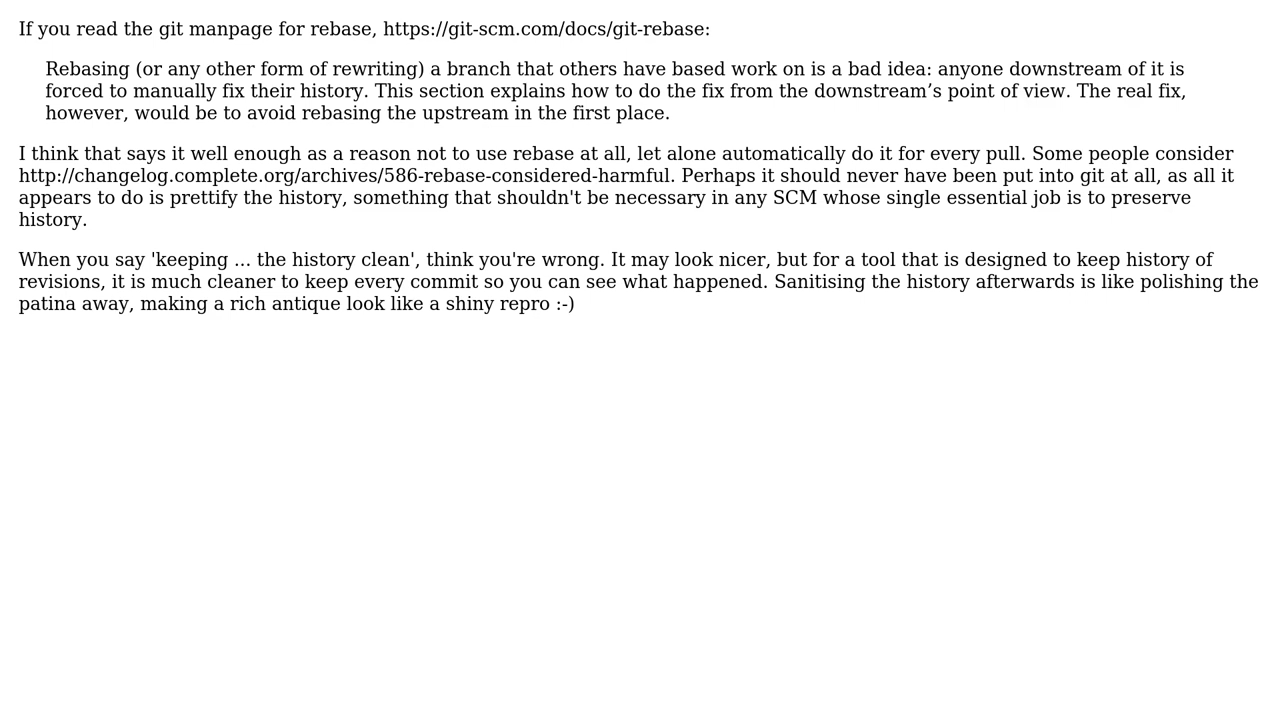 If you read the git manpage for rebase, https://git-scm.com/docs/git-rebase:
Rebasing (or any other form of rewriting) a branch that others have based work on is a bad idea: anyone downstream of it is
forced to manually fix their history. This section explains how to do the fix from the downstream’s point of view. The real fix,
however, would be to avoid rebasing the upstream in the first place.
I think that says it well enough as a reason not to use rebase at all, let alone automatically do it for every pull. Some people consider
http://changelog.complete.org/archives/586-rebase-considered-harmful. Perhaps it should never have been put into git at all, as all it
appears to do is prettify the history, something that shouldn't be necessary in any SCM whose single essential job is to preserve
history.
When you say 'keeping ... the history clean', think you're wrong. It may look nicer, but for a tool that is designed to keep history of
revisions, it is much cleaner to keep every commit so you can see what happened. Sanitising the history afterwards is like polishing the
patina away, making a rich antique look like a shiny repro :-)